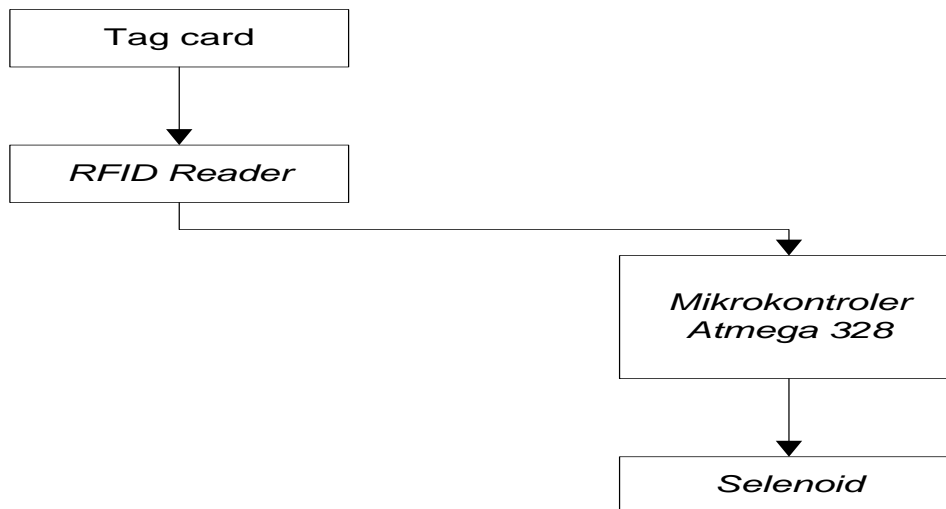 Tag card
RFID Reader
Mikrokontroler
Atmega 328
Selenoid